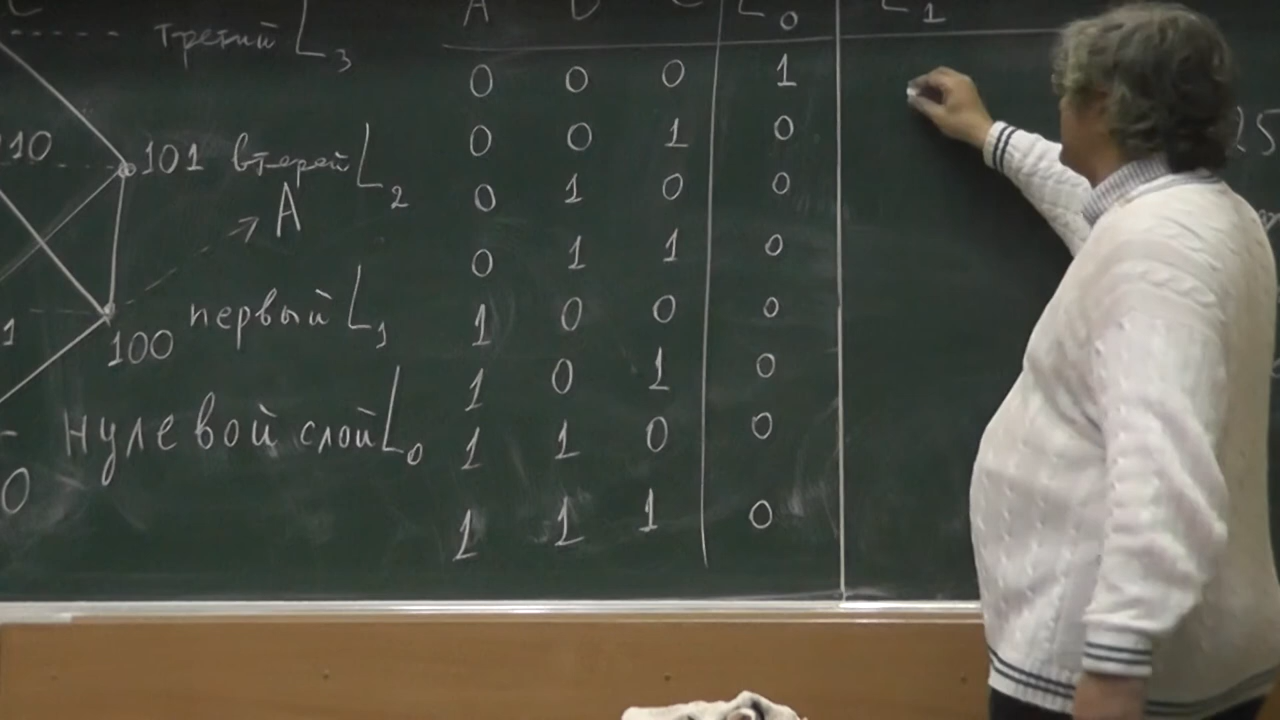 третий L₃
10 101 второй L₂
A
1 100 первый L₁
нулевой слой L₀
0
A B C L₀ L₁
0 0 0 1
0 0 1 0
0 1 0 0
0 1 1 0
1 0 0 0
1 0 1 0
1 1 0 0
1 1 1 0
25